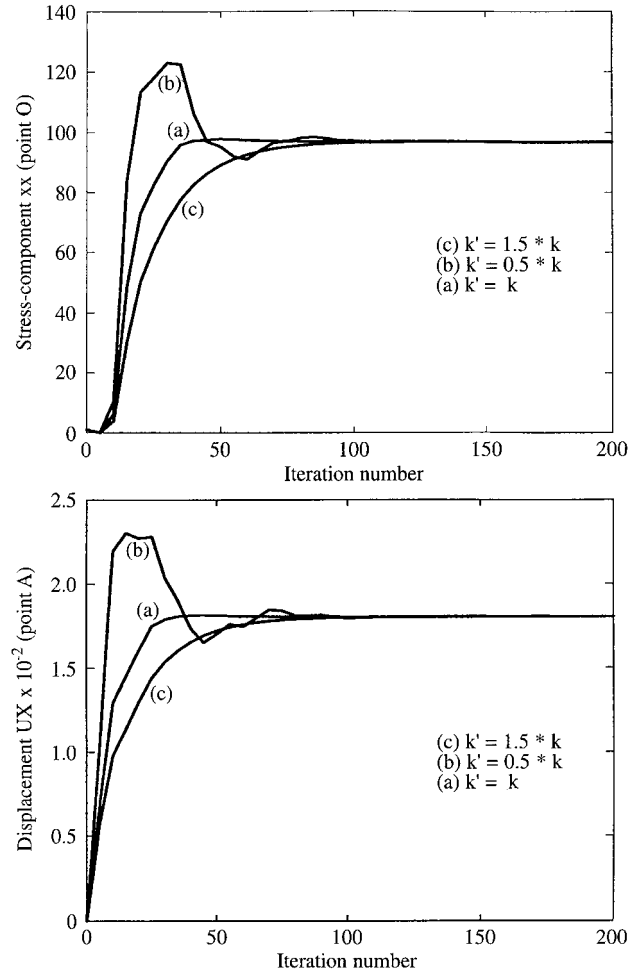 140
120
100
80
60
40
20
0
Stress-component xx (point O)
(b)
(a)
(c)
(c) k' = 1.5 * k
(b) k' = 0.5 * k
(a) k' = k
0 50 100 150 200
Iteration number
2.5
2.0
1.5
1.0
0.5
0
Displacement UX x 10⁻² (point A)
(b)
(a)
(c)
(c) k' = 1.5 * k
(b) k' = 0.5 * k
(a) k' = k
0 50 100 150 200
Iteration number